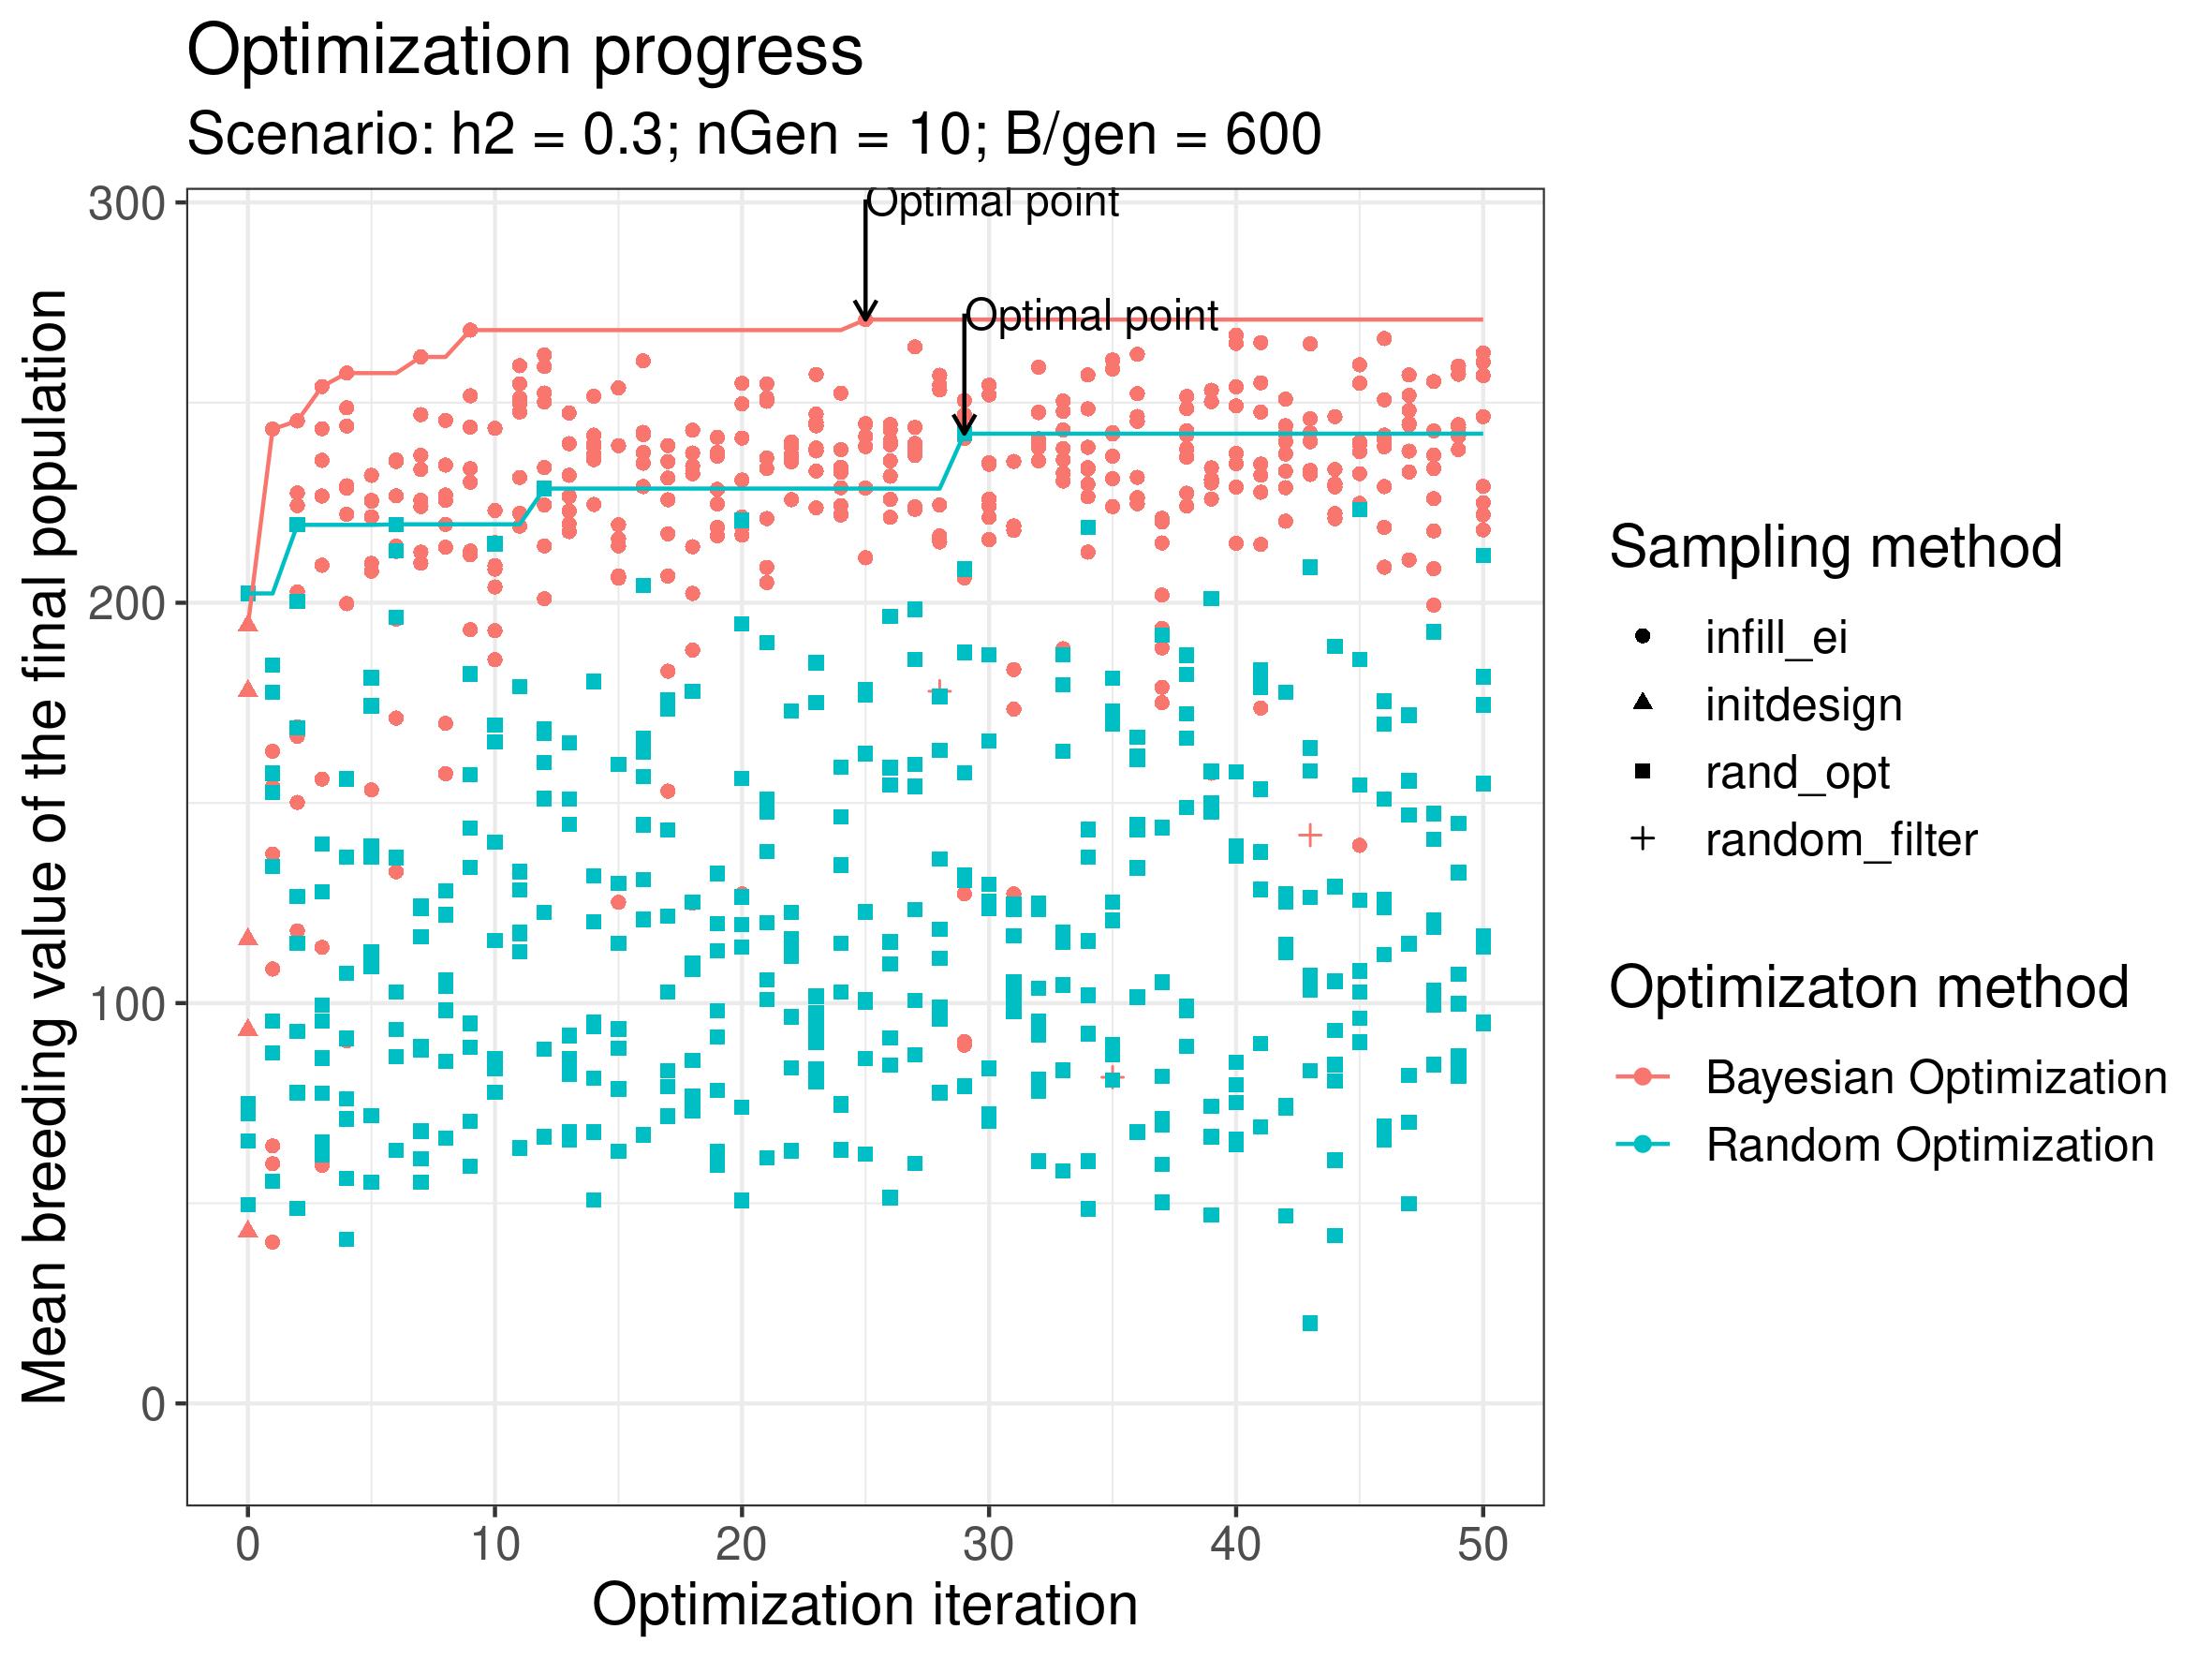 Optimization progress
Scenario: h2 = 0.3; nGen = 10; B/gen = 600
Mean breeding value of the final population
300
200
100
0
Optimal point
Optimal point
0 10 20 30 40 50
Optimization iteration
Sampling method
infill_ei
initdesign
rand_opt
random_filter
Optimizaton method
Bayesian Optimization
Random Optimization